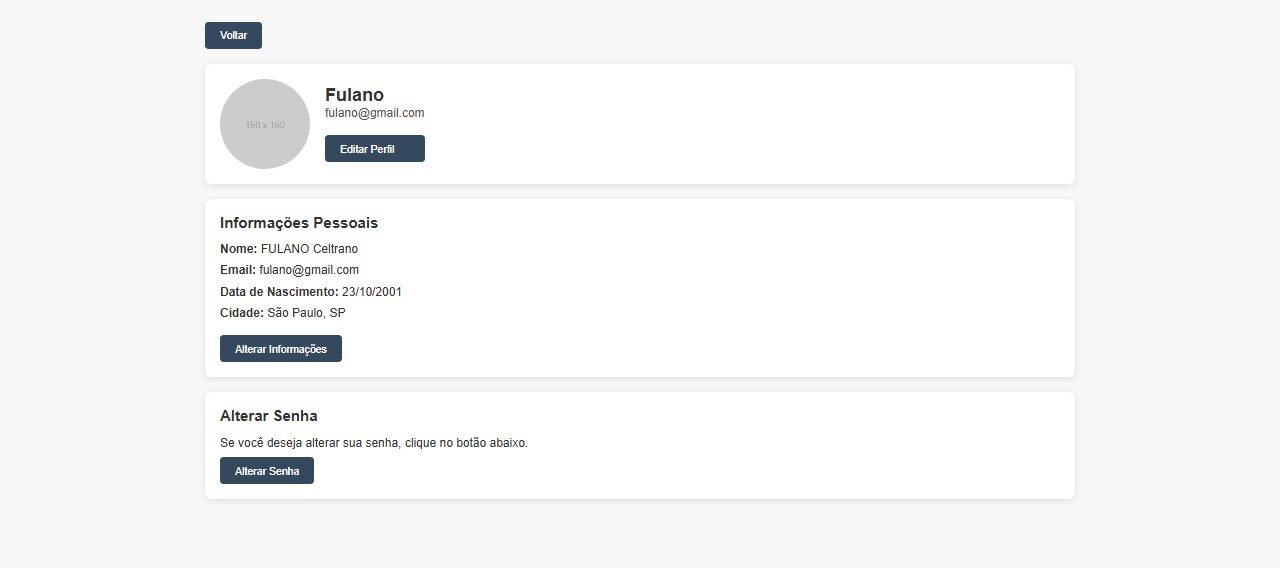 Voltar
150 x 150
Fulano
fulano@gmail.com
Editar Perfil
Informações Pessoais
Nome: FULANO Celtrano
Email: fulano@gmail.com
Data de Nascimento: 23/10/2001
Cidade: São Paulo, SP
Alterar Informações
Alterar Senha
Se você deseja alterar sua senha, clique no botão abaixo.
Alterar Senha